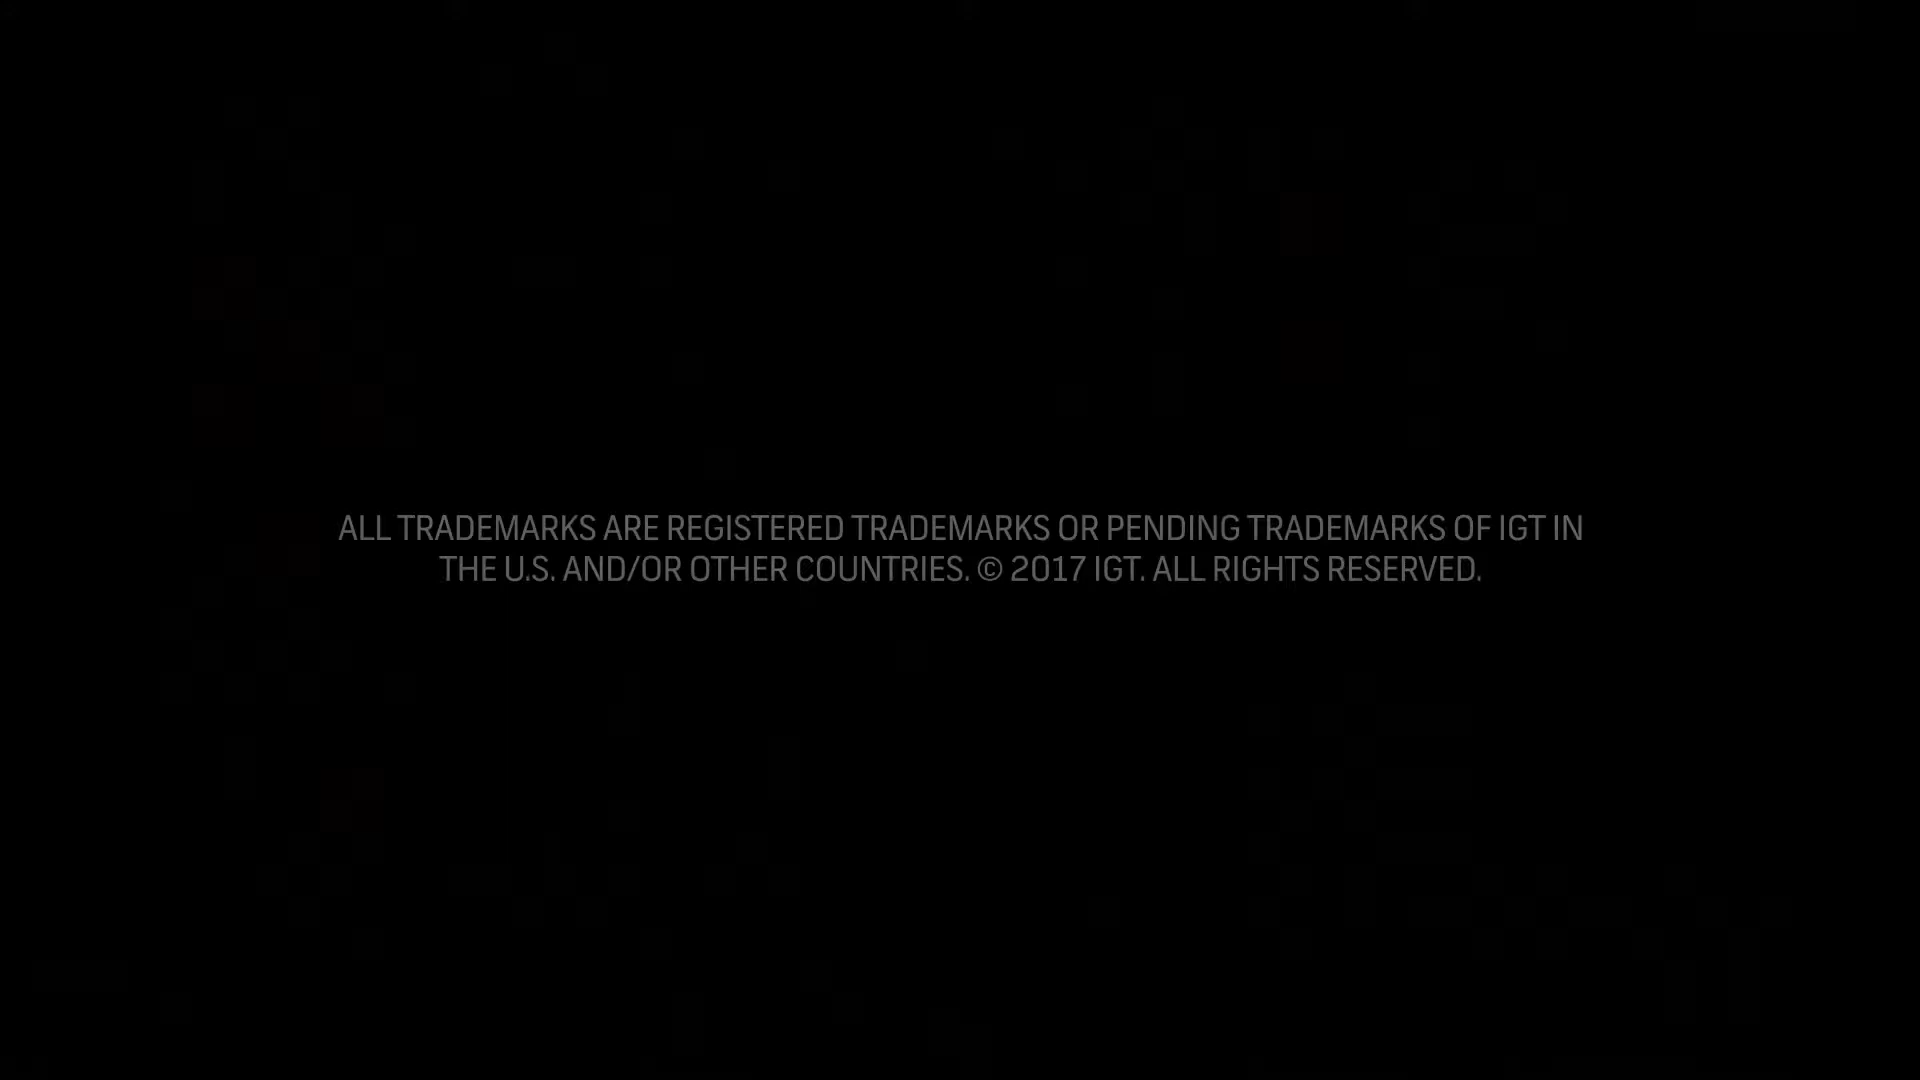 ALL TRADEMARKS ARE REGISTERED TRADEMARKS OR PENDING TRADEMARKS OF IGT IN
THE U.S. AND/OR OTHER COUNTRIES. © 2017 IGT. ALL RIGHTS RESERVED.